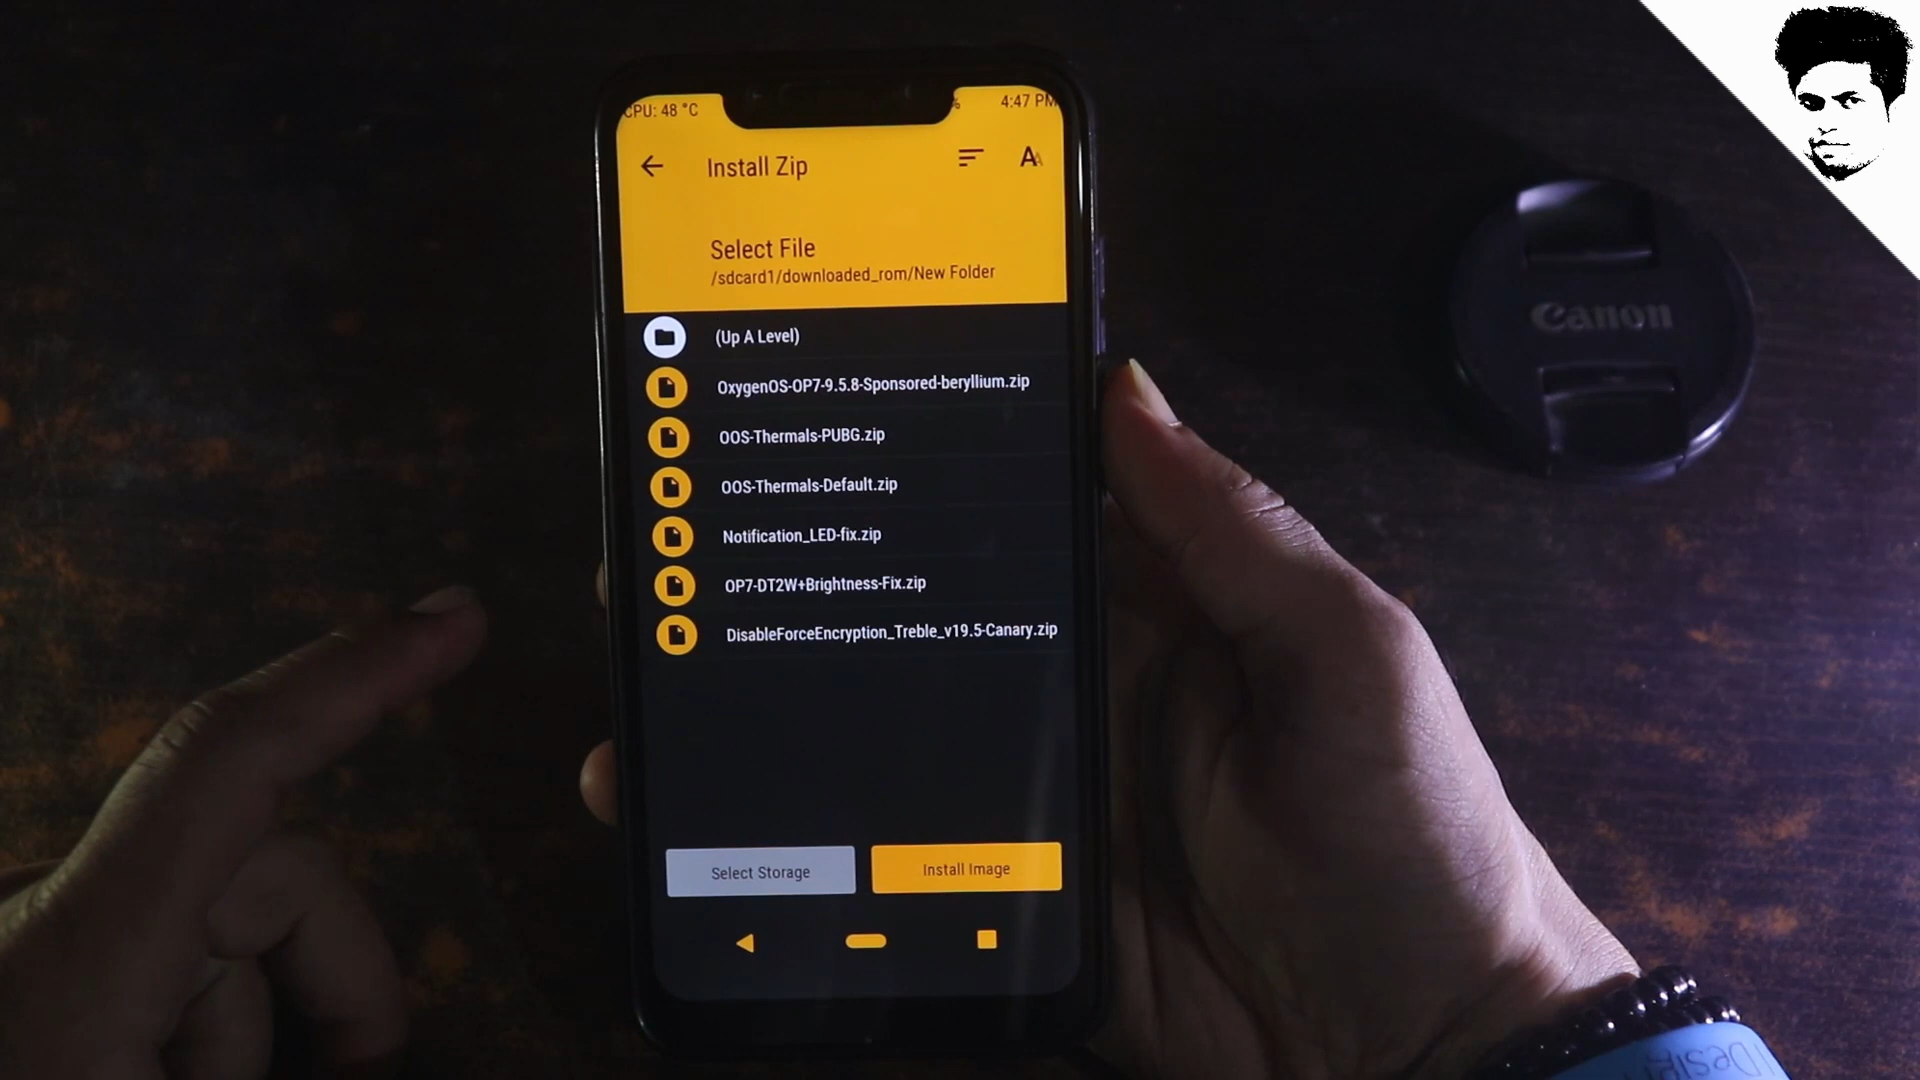 CPU: 48 °C
%
4:47 PM
Install Zip
Select File
/sdcard1/downloaded_rom/New Folder
(Up A Level)
OxygenOS-OP7-9.5.8-Sponsored-beryllium.zip
OOS-Thermals-PUBG.zip
OOS-Thermals-Default.zip
Notification_LED-fix.zip
OP7-DT2W+Brightness-Fix.zip
DisableForceEncryption_Treble_v19.5-Canary.zip
Select Storage
Install Image
Canon